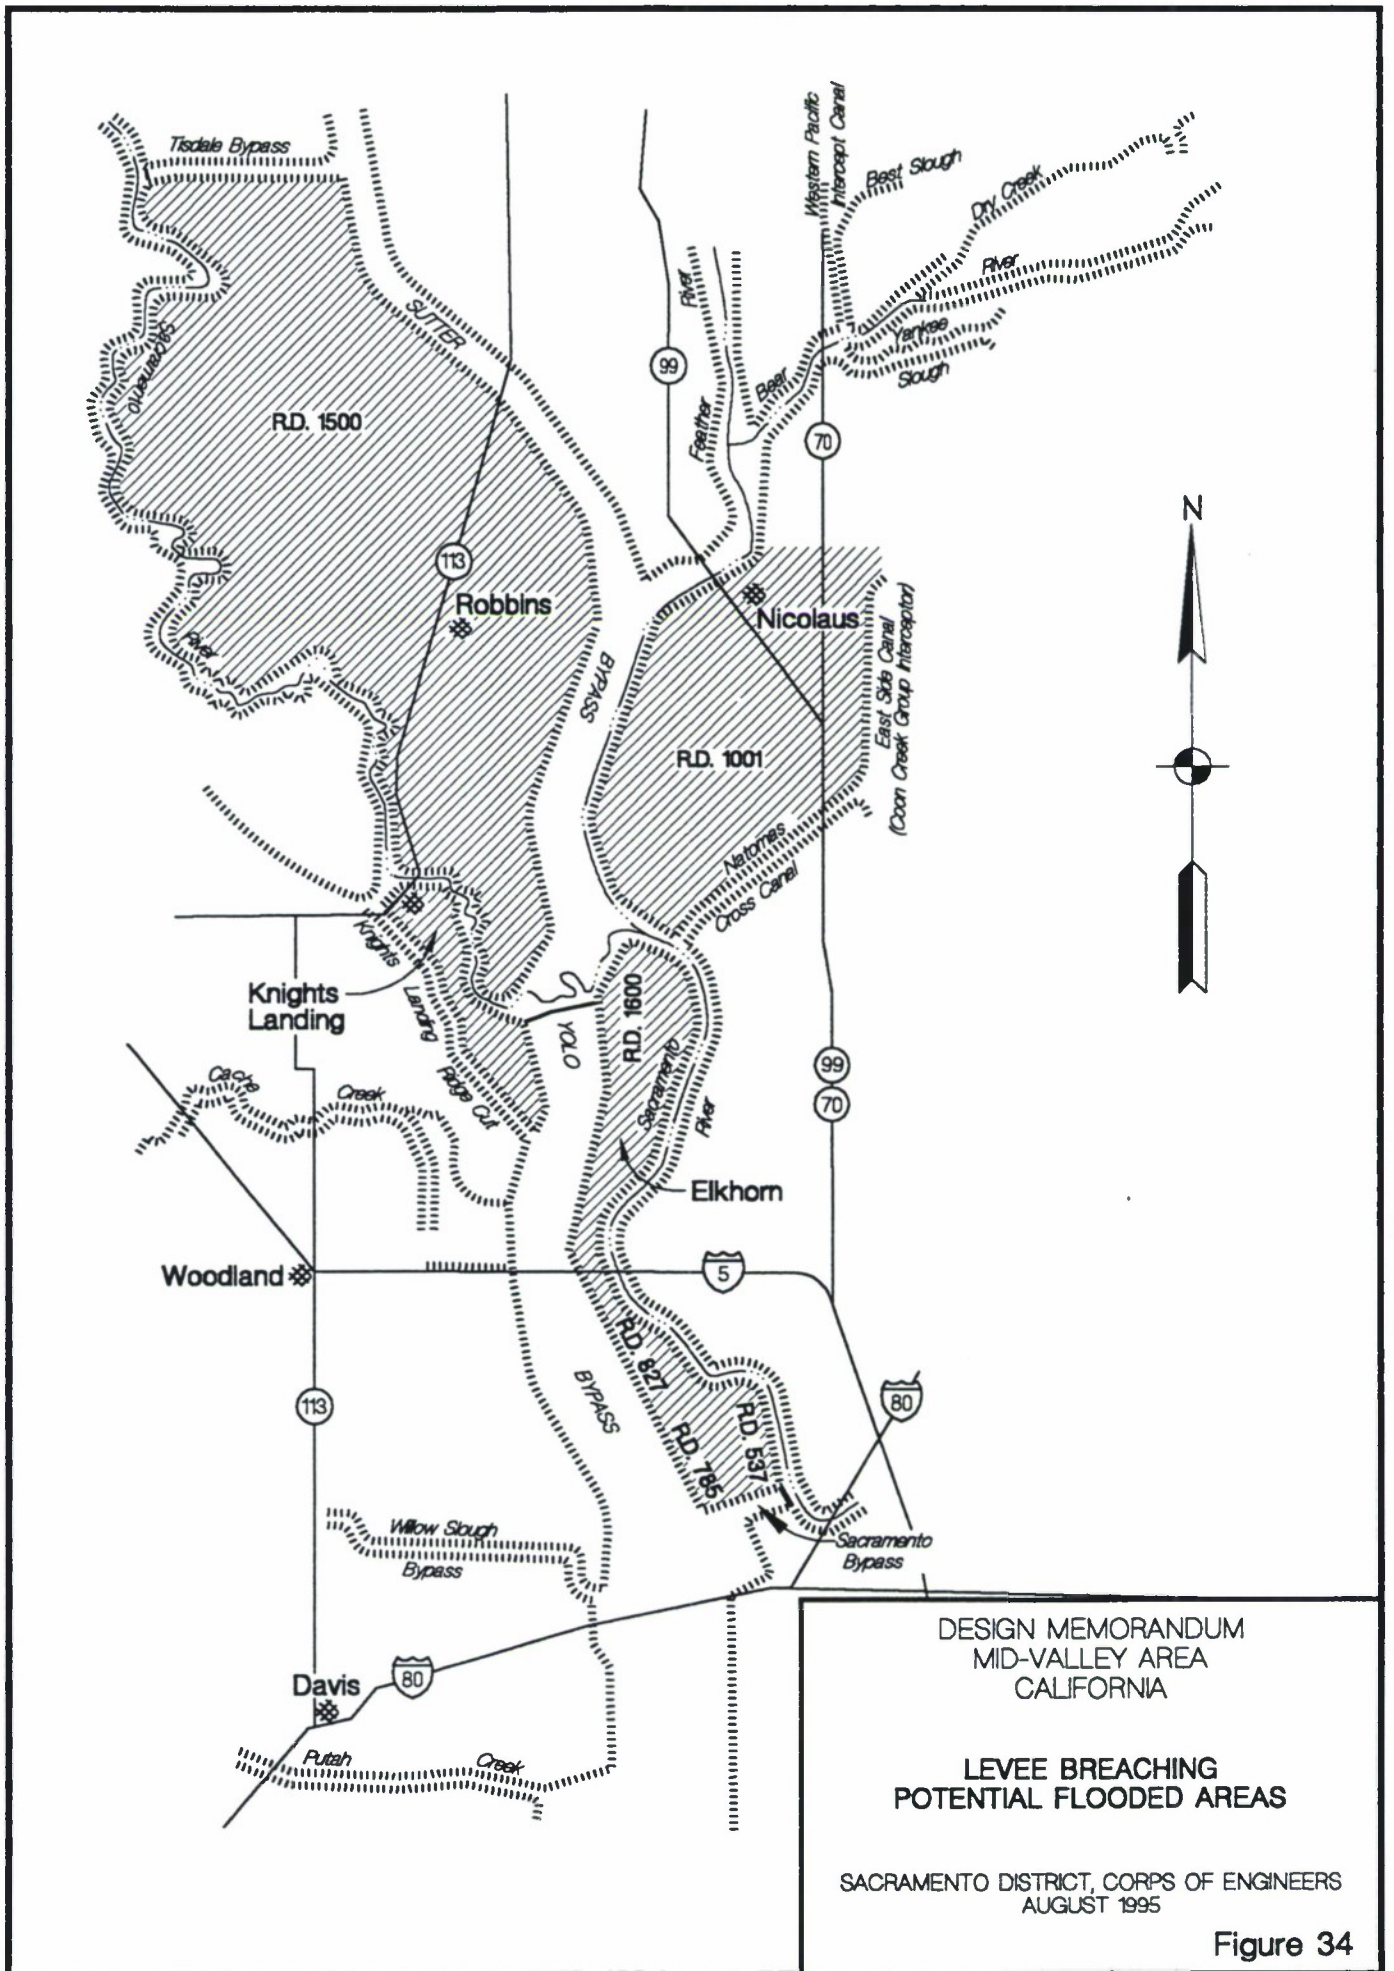 Tisdale Bypass
Western Pacific
Intercept Canal
Best Slough
Dry Creek
River
River
SUTTER
Sacramento
Yankee
Slough
Bear
99
Feather
70
R.D. 1500
N
113
Robbins
Nicolaus
East Side Canal
(Coon Creek Group Interceptor)
River
BYPASS
R.D. 1001
Natomas
Cross Canal
Knights
Landing
Ridge Cut
Knights
Landing
YOLO
R.D. 1600
Sacramento
River
99
70
Cache
Creek
Elkhorn
Woodland
5
R.D. 827
BYPASS
R.D. 785
R.D. 537
80
113
Willow Slough
Bypass
Sacramento
Bypass
Davis
80
Putah
Creek
DESIGN MEMORANDUM
MID-VALLEY AREA
CALIFORNIA
LEVEE BREACHING
POTENTIAL FLOODED AREAS
SACRAMENTO DISTRICT, CORPS OF ENGINEERS
AUGUST 1995
Figure 34